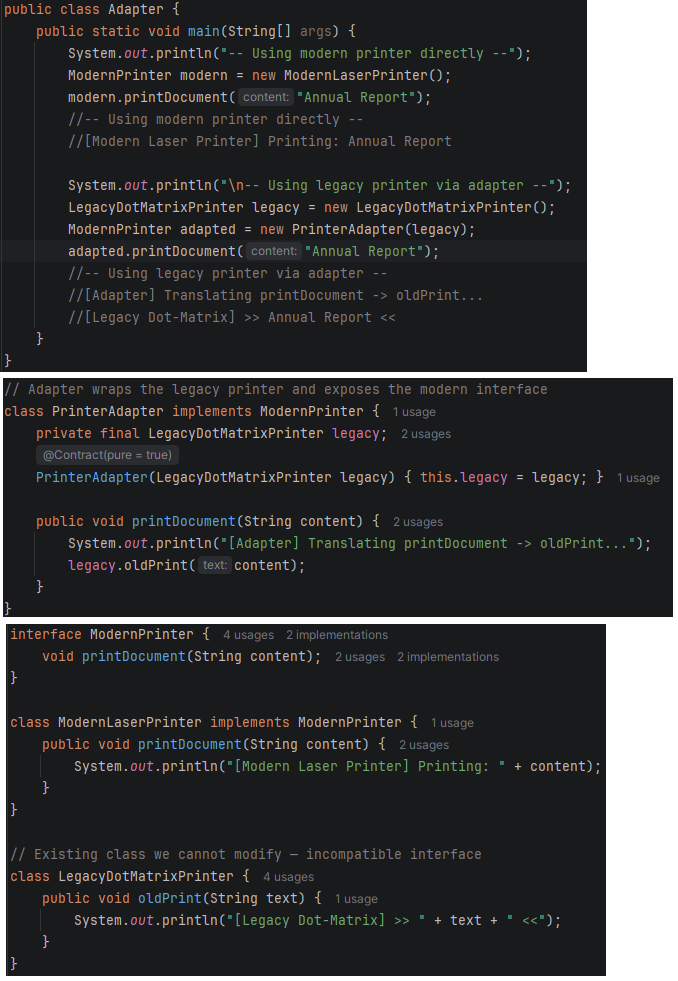 public class Adapter {
    public static void main(String[] args) {
        System.out.println("-- Using modern printer directly --");
        ModernPrinter modern = new ModernLaserPrinter();
        modern.printDocument( content: "Annual Report");
        //-- Using modern printer directly --
        //[Modern Laser Printer] Printing: Annual Report

        System.out.println("\n-- Using legacy printer via adapter --");
        LegacyDotMatrixPrinter legacy = new LegacyDotMatrixPrinter();
        ModernPrinter adapted = new PrinterAdapter(legacy);
        adapted.printDocument( content: "Annual Report");
        //-- Using legacy printer via adapter --
        //[Adapter] Translating printDocument -> oldPrint...
        //[Legacy Dot-Matrix] >> Annual Report <<
    }
}
// Adapter wraps the legacy printer and exposes the modern interface
class PrinterAdapter implements ModernPrinter { 1 usage
    private final LegacyDotMatrixPrinter legacy; 2 usages
    @Contract(pure = true)
    PrinterAdapter(LegacyDotMatrixPrinter legacy) { this.legacy = legacy; } 1 usage

    public void printDocument(String content) { 2 usages
        System.out.println("[Adapter] Translating printDocument -> oldPrint...");
        legacy.oldPrint( text: content);
    }
}
interface ModernPrinter { 4 usages 2 implementations
    void printDocument(String content); 2 usages 2 implementations
}

class ModernLaserPrinter implements ModernPrinter { 1 usage
    public void printDocument(String content) { 2 usages
        System.out.println("[Modern Laser Printer] Printing: " + content);
    }
}

// Existing class we cannot modify — incompatible interface
class LegacyDotMatrixPrinter { 4 usages
    public void oldPrint(String text) { 1 usage
        System.out.println("[Legacy Dot-Matrix] >> " + text + " <<");
    }
}